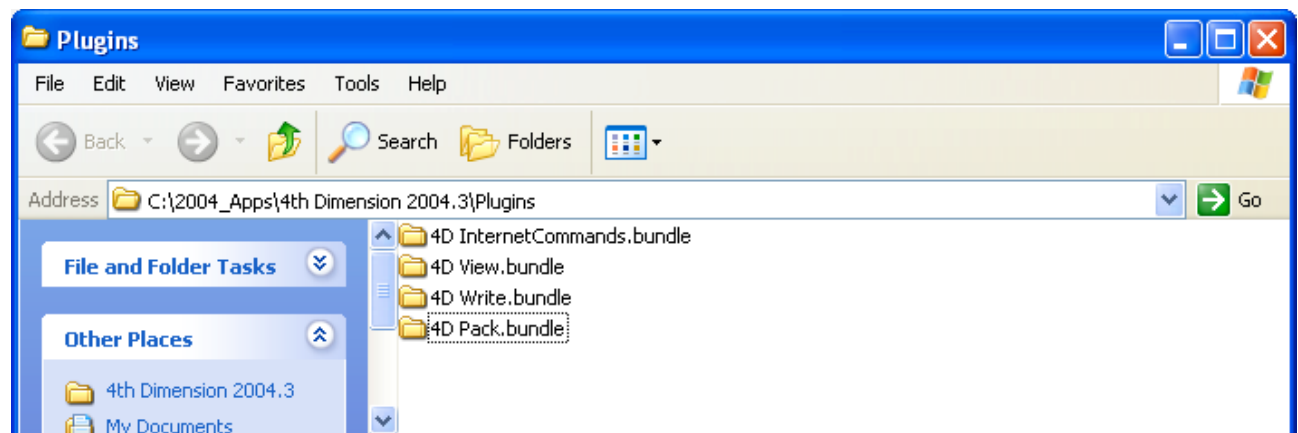 Plugins
File Edit View Favorites Tools Help
Back Search Folders
Address C:\2004_Apps\4th Dimension 2004.3\Plugins Go
File and Folder Tasks
Other Places
4th Dimension 2004.3
My Documents
4D InternetCommands.bundle
4D View.bundle
4D Write.bundle
4D Pack.bundle